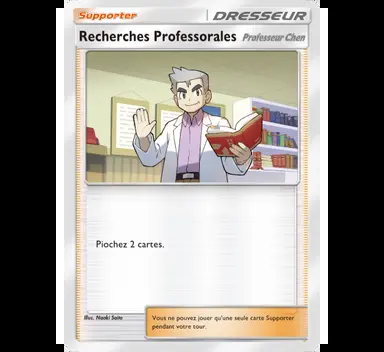 Supporter
DRESSEUR
Recherches Professorales Professeur Chen
Piochez 2 cartes.
Illus. Naoki Saito
Vous ne pouvez jouer qu'une seule carte Supporter
pendant votre tour.